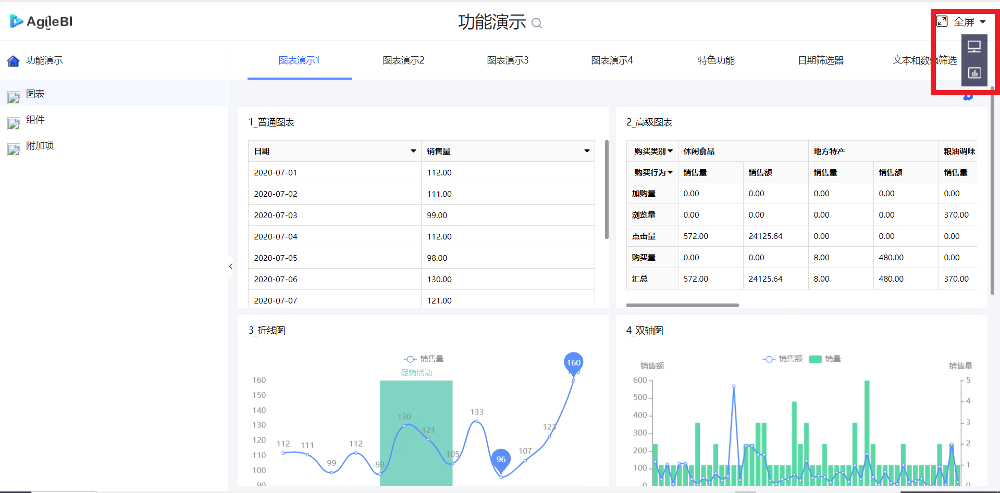 AgileBI
功能演示
全屏
功能演示
图表演示1 图表演示2 图表演示3 图表演示4 特色功能 日期筛选器 文本和数值筛选
图表
组件
附加项
1_普通图表
日期 销售量
2020-07-01 112.00
2020-07-02 111.00
2020-07-03 99.00
2020-07-04 112.00
2020-07-05 98.00
2020-07-06 130.00
2020-07-07 121.00
2_高级图表
购买类别 休闲食品 地方特产 粮油调味
购买行为 销售量 销售额 销售量 销售额 销售量
加购量 0.00 0.00 0.00 0.00 0.00
浏览量 0.00 0.00 0.00 0.00 370.00
点击量 572.00 24125.64 0.00 0.00 0.00
购买量 0.00 0.00 8.00 480.00 0.00
汇总 572.00 24125.64 8.00 480.00 370.00
3_折线图
销售量
促销活动
160
150
140
130
120
110
100
90
112 111 99 112 98 130 121 105 133 96 107 123 160
4_双轴图
销售额 销量
销售额 销售量
600 5
500
400 4
300 3
200 2
100 1
0 0